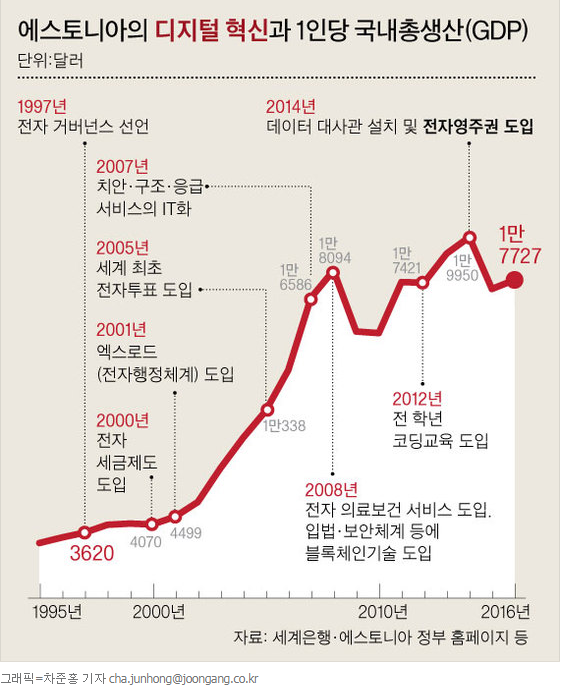 에스토니아의 디지털 혁신과 1인당 국내총생산(GDP)
단위:달러
1997년
전자 거버넌스 선언
2014년
데이터 대사관 설치 및 전자영주권 도입
2007년
치안·구조·응급
서비스의 IT화
2005년
세계 최초
전자투표 도입
2001년
엑스로드
(전자행정체계) 도입
2000년
전자
세금제도
도입
3620
4070
4499
1만338
1만
6586
1만
8094
1만
7421
1만
9950
1만
7727
2012년
전 학년
코딩교육 도입
2008년
전자 의료보건 서비스 도입.
입법·보안체계 등에
블록체인기술 도입
1995년
2000년
2010년
2016년
자료: 세계은행·에스토니아 정부 홈페이지 등
그래픽=차준홍 기자 cha.junhong@joongang.co.kr